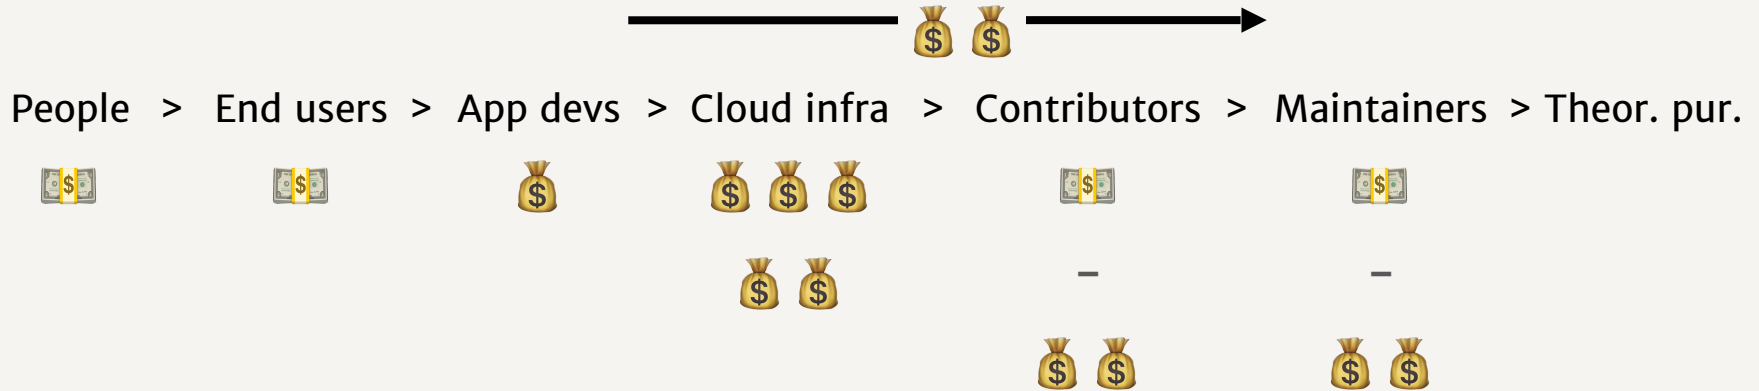 People > End users > App devs > Cloud infra > Contributors > Maintainers > Theor. pur.
– –